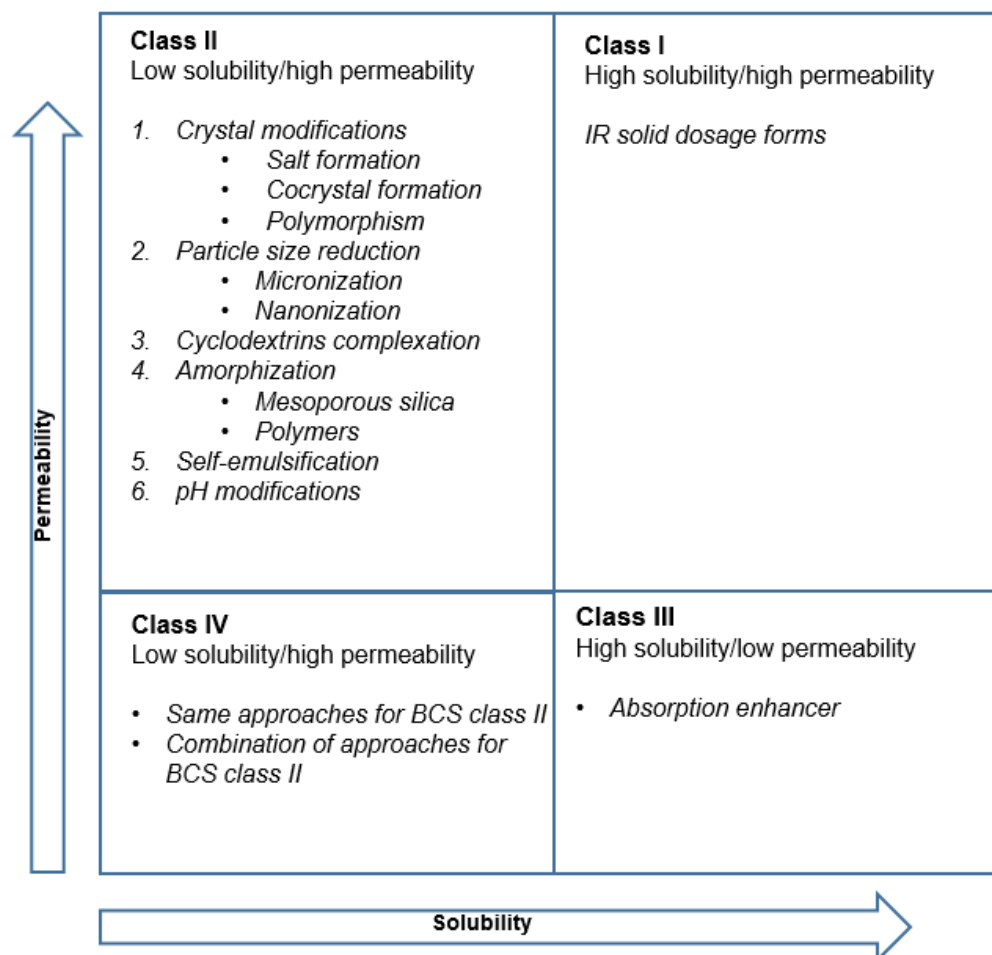 Class II
Low solubility/high permeability
1. Crystal modifications
• Salt formation
• Cocrystal formation
• Polymorphism
2. Particle size reduction
• Micronization
• Nanonization
3. Cyclodextrins complexation
4. Amorphization
• Mesoporous silica
• Polymers
5. Self-emulsification
6. pH modifications
Class I
High solubility/high permeability
IR solid dosage forms
Class IV
Low solubility/high permeability
• Same approaches for BCS class II
• Combination of approaches for
BCS class II
Class III
High solubility/low permeability
• Absorption enhancer
Permeability
Solubility